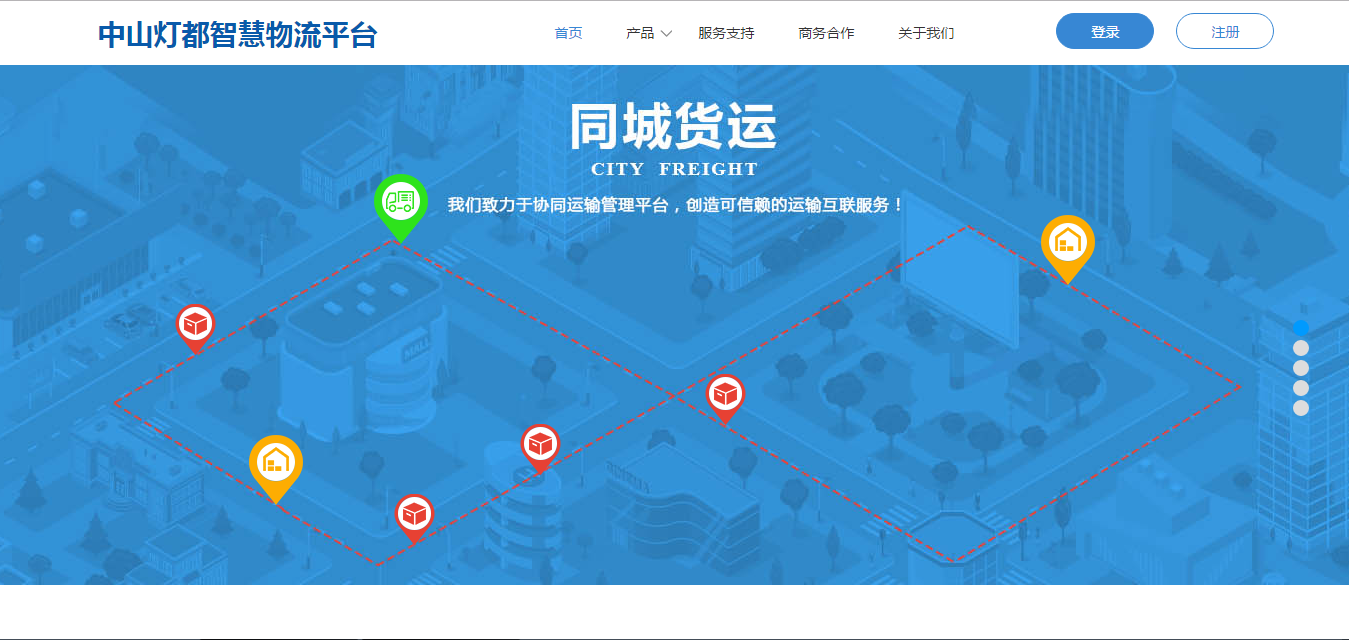 中山灯都智慧物流平台
首页 产品 服务支持 商务合作 关于我们 登录 注册
同城货运
CITY FREIGHT
我们致力于协同运输管理平台，创造可信赖的运输互联服务！
MALL